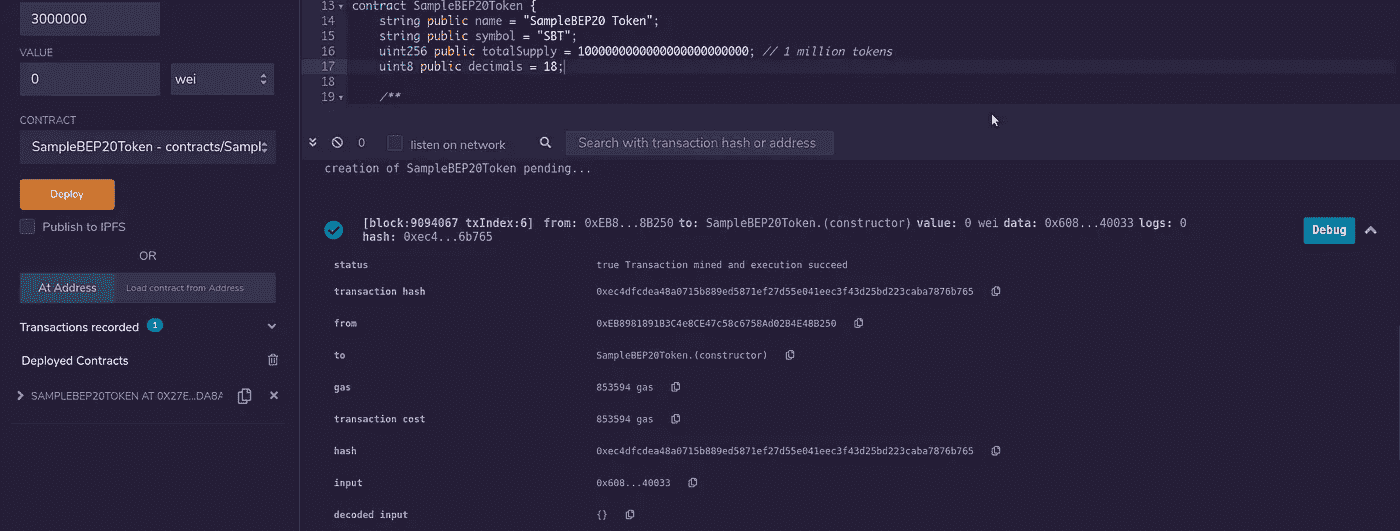 3000000
VALUE
0
wei
CONTRACT
SampleBEP20Token - contracts/Sampl
Deploy
Publish to IPFS
OR
At Address
Load contract from Address
Transactions recorded 1
Deployed Contracts
SAMPLEBEP20TOKEN AT 0X27E...DA8A
13 contract SampleBEP20Token {
14 string public name = "SampleBEP20 Token";
15 string public symbol = "SBT";
16 uint256 public totalSupply = 1000000000000000000000000; // 1 million tokens
17 uint8 public decimals = 18;
18
19 /**
0
listen on network
Search with transaction hash or address
creation of SampleBEP20Token pending...
[block:9094067 txIndex:6] from: 0xEB8...8B250 to: SampleBEP20Token.(constructor) value: 0 wei data: 0x608...40033 logs: 0
hash: 0xec4...6b765
Debug
status true Transaction mined and execution succeed
transaction hash 0xec4dfcdea48a0715b889ed5871ef27d55e041eec3f43d25bd223caba7876b765
from 0xEB8981891B3C4e8CE47c58c6758Ad02B4E48B250
to SampleBEP20Token.(constructor)
gas 853594 gas
transaction cost 853594 gas
hash 0xec4dfcdea48a0715b889ed5871ef27d55e041eec3f43d25bd223caba7876b765
input 0x608...40033
decoded input {}